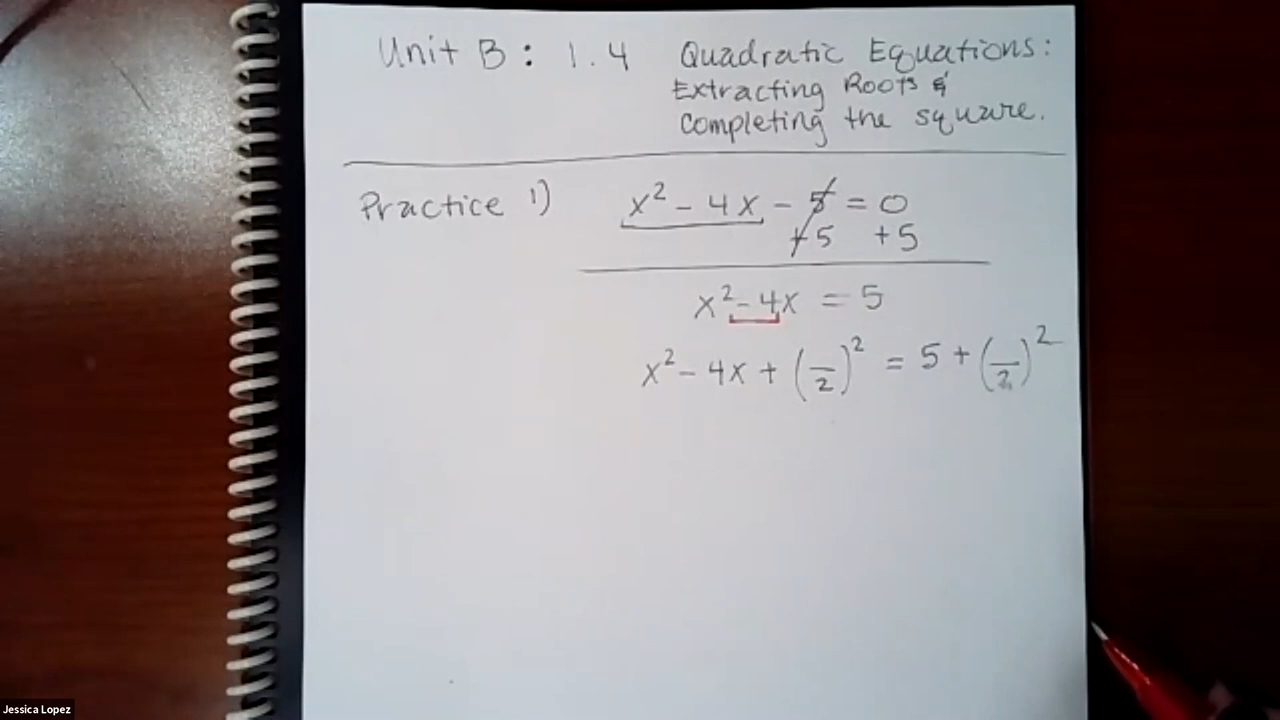 Unit B: 1.4 Quadratic Equations:
Extracting Roots &
Completing the square.
Practice 1) x² - 4x - 5 = 0
+5 +5
x² - 4x = 5
x² - 4x + (/2)² = 5 + (/2)²
Jessica Lopez